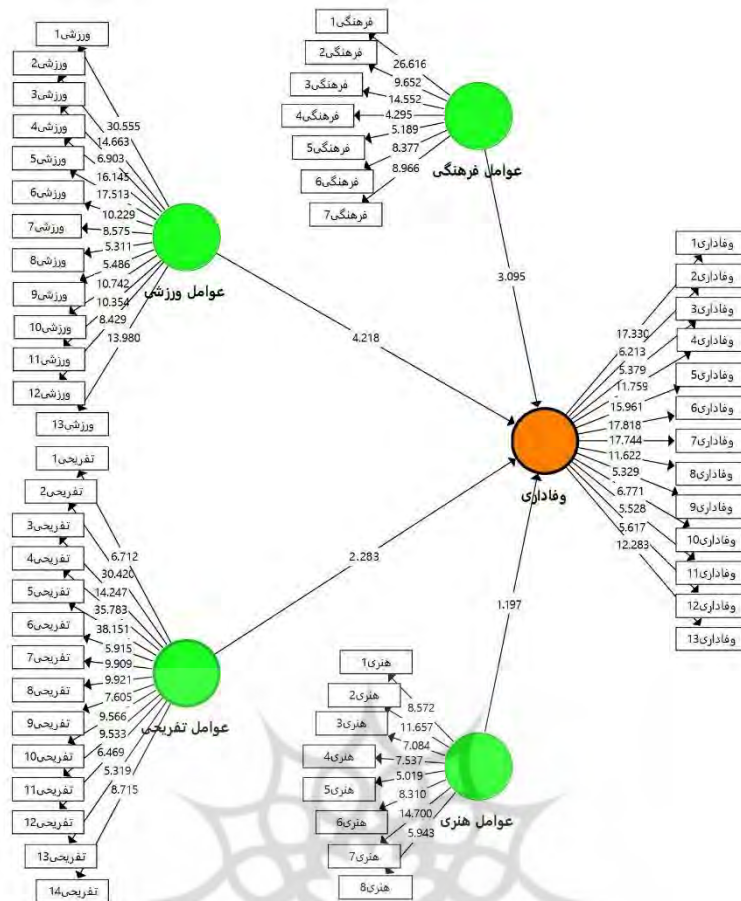 ورزشی1
ورزشی2
ورزشی3
ورزشی4
ورزشی5
ورزشی6
ورزشی7
ورزشی8
ورزشی9
ورزشی10
ورزشی11
ورزشی12
ورزشی13
30.555
14.663
6.903
16.145
17.513
10.229
8.575
5.311
5.486
10.742
10.354
8.429
13.980
عوامل ورزشی
فرهنگی1
فرهنگی2
فرهنگی3
فرهنگی4
فرهنگی5
فرهنگی6
فرهنگی7
26.616
9.652
14.552
4.295
5.189
8.377
8.966
عوامل فرهنگی
3.095
4.218
2.283
1.197
وفاداری
17.330
6.213
5.379
11.759
15.961
17.818
17.744
11.622
5.329
6.771
5.528
5.617
12.283
وفاداری1
وفاداری2
وفاداری3
وفاداری4
وفاداری5
وفاداری6
وفاداری7
وفاداری8
وفاداری9
وفاداری10
وفاداری11
وفاداری12
وفاداری13
تفریحی1
تفریحی2
تفریحی3
تفریحی4
تفریحی5
تفریحی6
تفریحی7
تفریحی8
تفریحی9
تفریحی10
تفریحی11
تفریحی12
تفریحی13
تفریحی14
6.712
30.420
14.247
35.783
38.151
5.915
9.909
9.921
7.605
9.566
9.533
6.469
5.319
8.715
عوامل تفریحی
هنری1
هنری2
هنری3
هنری4
هنری5
هنری6
هنری7
هنری8
8.572
11.657
7.084
7.537
5.019
8.310
14.700
5.943
عوامل هنری